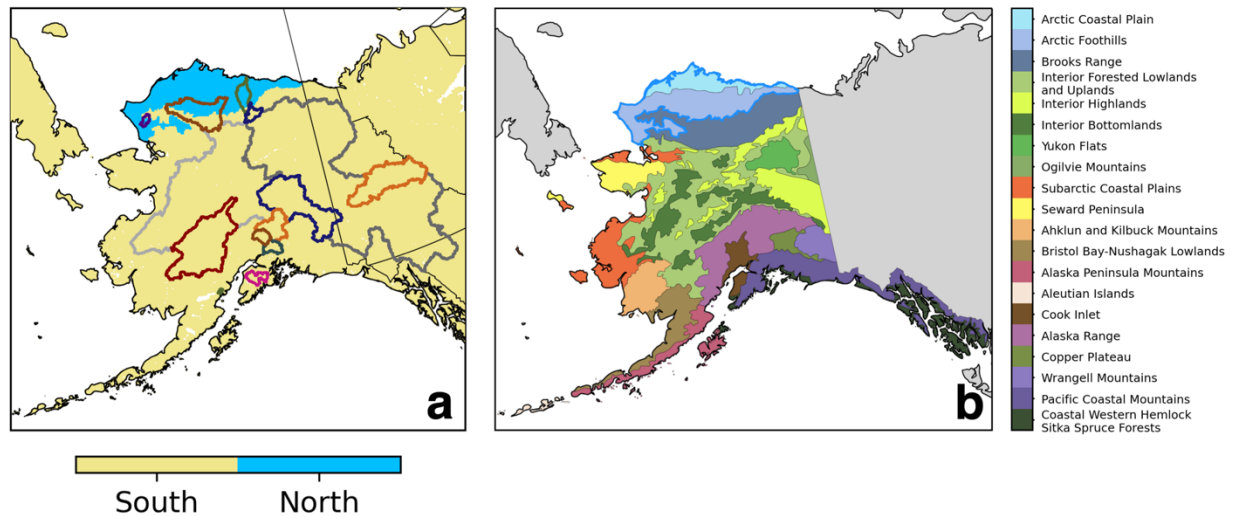 a
South
North
b
Arctic Coastal Plain
Arctic Foothills
Brooks Range
Interior Forested Lowlands
and Uplands
Interior Highlands
Interior Bottomlands
Yukon Flats
Ogilvie Mountains
Subarctic Coastal Plains
Seward Peninsula
Ahklun and Kilbuck Mountains
Bristol Bay-Nushagak Lowlands
Alaska Peninsula Mountains
Aleutian Islands
Cook Inlet
Alaska Range
Copper Plateau
Wrangell Mountains
Pacific Coastal Mountains
Coastal Western Hemlock
Sitka Spruce Forests